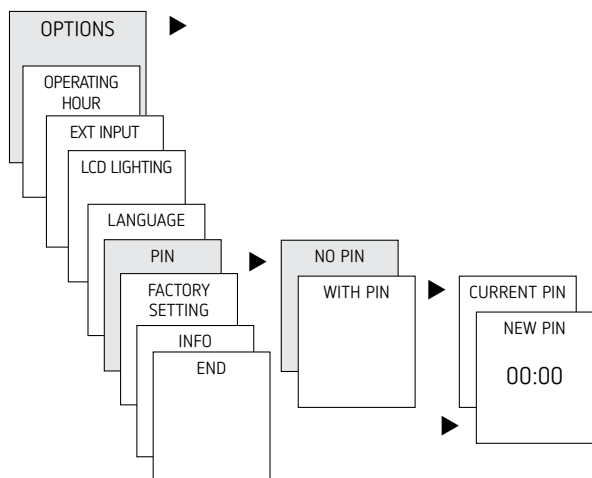 OPTIONS
OPERATING
HOUR
EXT INPUT
LCD LIGHTING
LANGUAGE
PIN
FACTORY
SETTING
INFO
END
NO PIN
WITH PIN
CURRENT PIN
NEW PIN
00:00